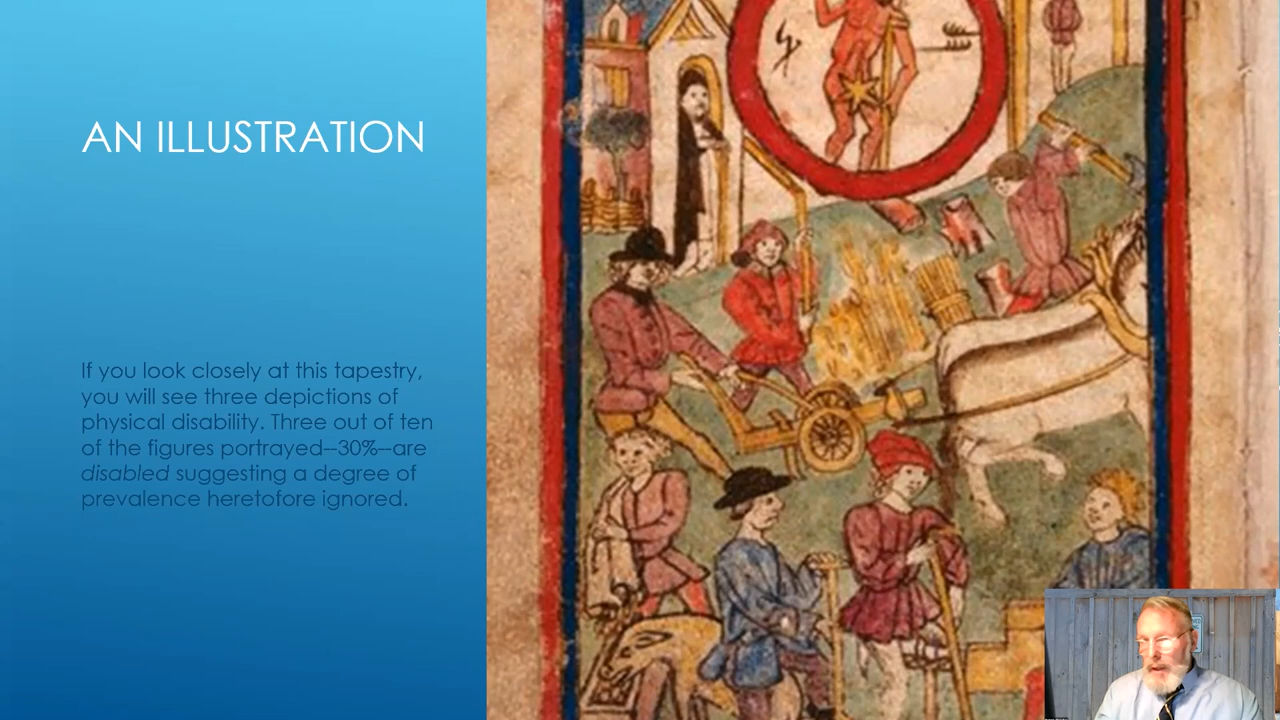 AN ILLUSTRATION
If you look closely at this tapestry,
you will see three depictions of
physical disability. Three out of ten
of the figures portrayed--30%--are
disabled suggesting a degree of
prevalence heretofore ignored.